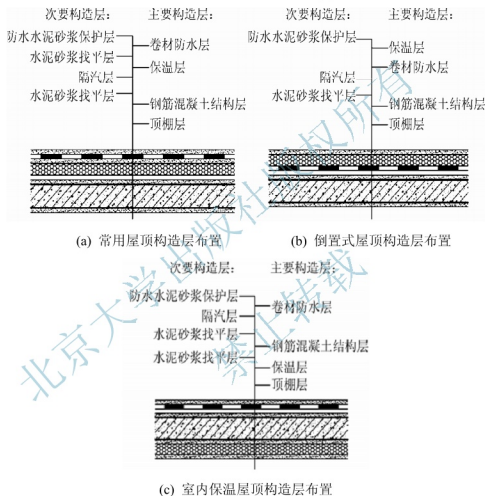 次要构造层： 主要构造层：
防水水泥砂浆保护层
卷材防水层
水泥砂浆找平层
保温层
隔汽层
水泥砂浆找平层
钢筋混凝土结构层
顶棚层
(a) 常用屋顶构造层布置
次要构造层： 主要构造层：
防水水泥砂浆保护层
保温层
卷材防水层
隔汽层
水泥砂浆找平层
钢筋混凝土结构层
顶棚层
(b) 倒置式屋顶构造层布置
次要构造层： 主要构造层：
防水水泥砂浆保护层
卷材防水层
隔汽层
水泥砂浆找平层
钢筋混凝土结构层
水泥砂浆找平层
保温层
顶棚层
(c) 室内保温屋顶构造层布置
北京大学出版社版权所有
禁止转载